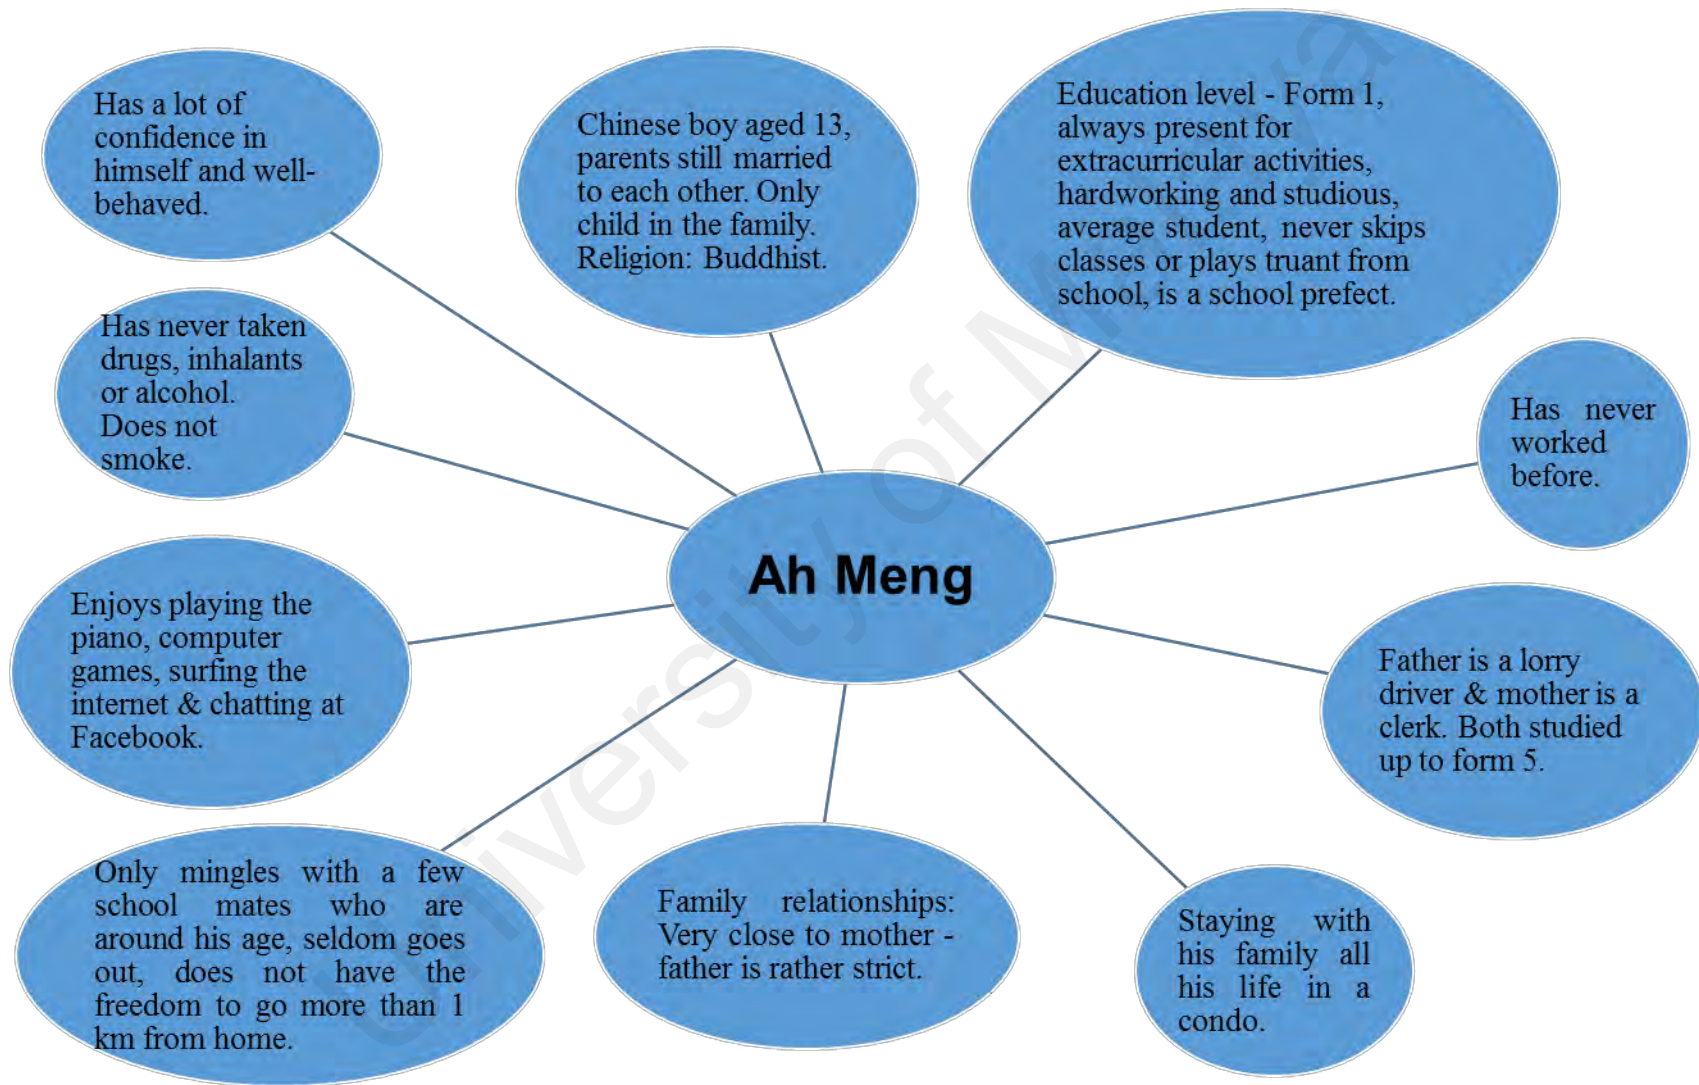 Has a lot of
confidence in
himself and well-
behaved.
Chinese boy aged 13,
parents still married
to each other. Only
child in the family.
Religion: Buddhist.
Education level - Form 1,
always present for
extracurricular activities,
hardworking and studious,
average student, never skips
classes or plays truant from
school, is a school prefect.
Has never taken
drugs, inhalants
or alcohol.
Does not
smoke.
Has never
worked
before.
Ah Meng
Enjoys playing the
piano, computer
games, surfing the
internet & chatting at
Facebook.
Father is a lorry
driver & mother is a
clerk. Both studied
up to form 5.
Only mingles with a few
school mates who are
around his age, seldom goes
out, does not have the
freedom to go more than 1
km from home.
Family relationships:
Very close to mother -
father is rather strict.
Staying with
his family all
his life in a
condo.
University of M